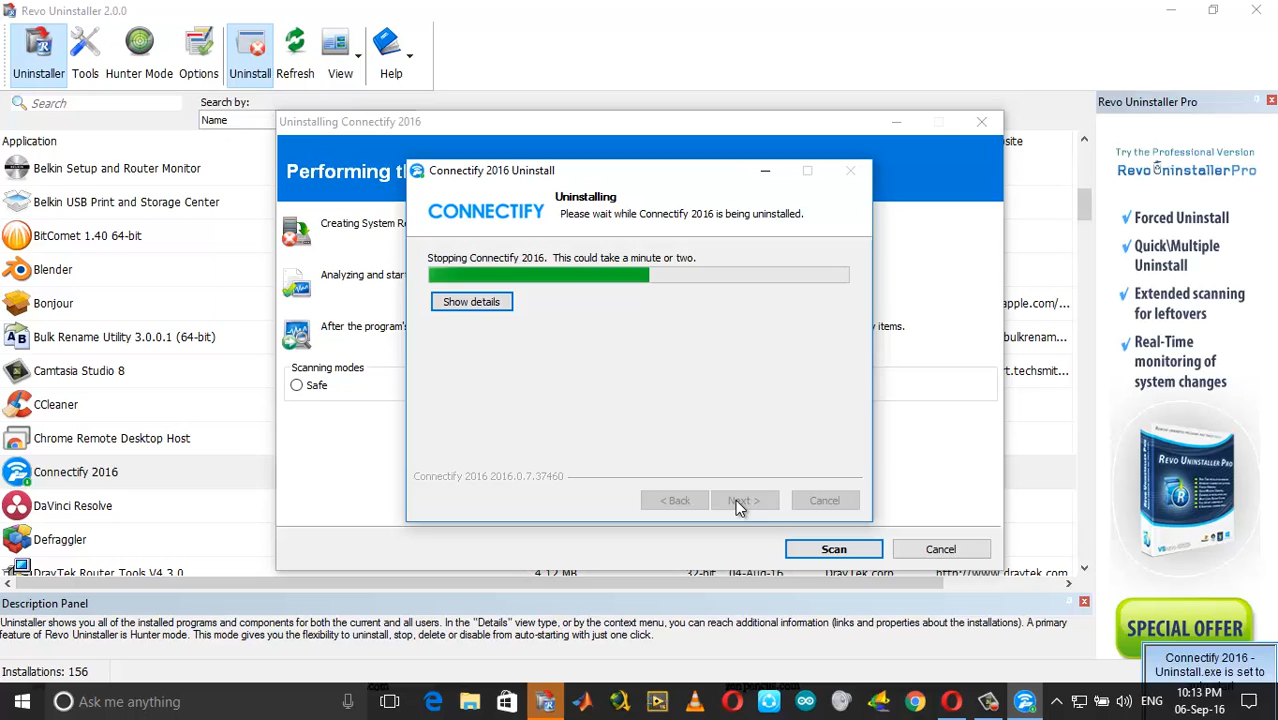 Revo Uninstaller 2.0.0
Uninstaller
Tools
Hunter Mode
Options
Uninstall
Refresh
View
Help
Search
Search by:
Name
Application
Belkin Setup and Router Monitor
Belkin USB Print and Storage Center
BitComet 1.40 64-bit
Blender
Bonjour
Bulk Rename Utility 3.0.0.1 (64-bit)
Camtasia Studio 8
CCleaner
Chrome Remote Desktop Host
Connectify 2016
DaVinci Resolve
Defraggler
DrayTek Router Tools V4.3.0
4.12 MB
32-bit
04-Aug-16
DrayTek corp.
http://www.draytek.com
apple.com/...
bulkrenam...
rt.techsmit...
Uninstalling Connectify 2016
Performing th
Creating System Re
Analyzing and star
After the program's
y items.
Scanning modes
Safe
Scan
Cancel
Connectify 2016 Uninstall
CONNECTIFY
Uninstalling
Please wait while Connectify 2016 is being uninstalled.
Stopping Connectify 2016. This could take a minute or two.
Show details
Connectify 2016 2016.0.7.37460
< Back
Next >
Cancel
Revo Uninstaller Pro
Try the Professional Version
RevoUninstallerPro
Forced Uninstall
Quick\Multiple
Uninstall
Extended scanning
for leftovers
Real-Time
monitoring of
system changes
REVO UNINSTALLER PRO
SPECIAL OFFER
Description Panel
Uninstaller shows you all of the installed programs and components for both the current and all users. In the "Details" view type, or by the context menu, you can reach additional information (links and properties about the installations). A primary
feature of Revo Uninstaller is Hunter mode. This mode gives you the flexibility to uninstall, stop, delete or disable from auto-starting with just one click.
Installations: 156
Connectify 2016 -
Uninstall.exe is set to
Ask me anything
ENG
10:13 PM
06-Sep-16